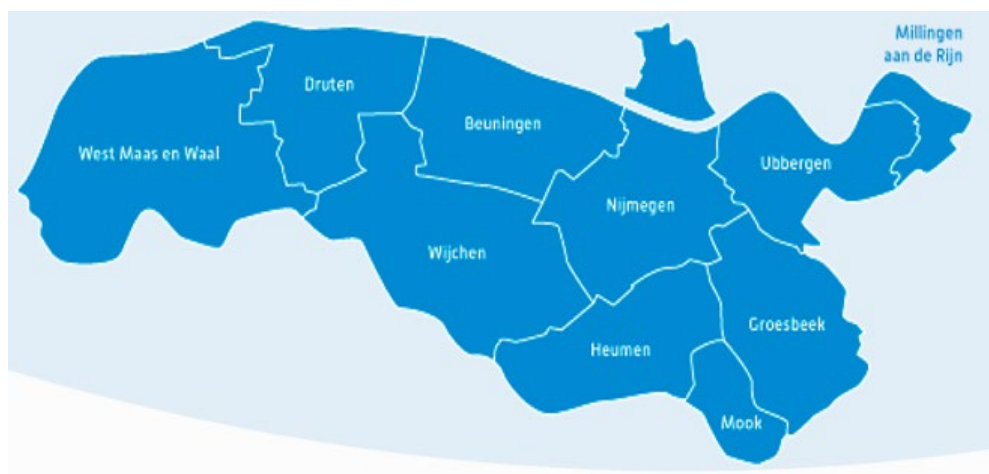 Millingen
aan de Rijn
Druten
Beuningen
West Maas en Waal
Ubbergen
Nijmegen
Wijchen
Groesbeek
Heumen
Mook